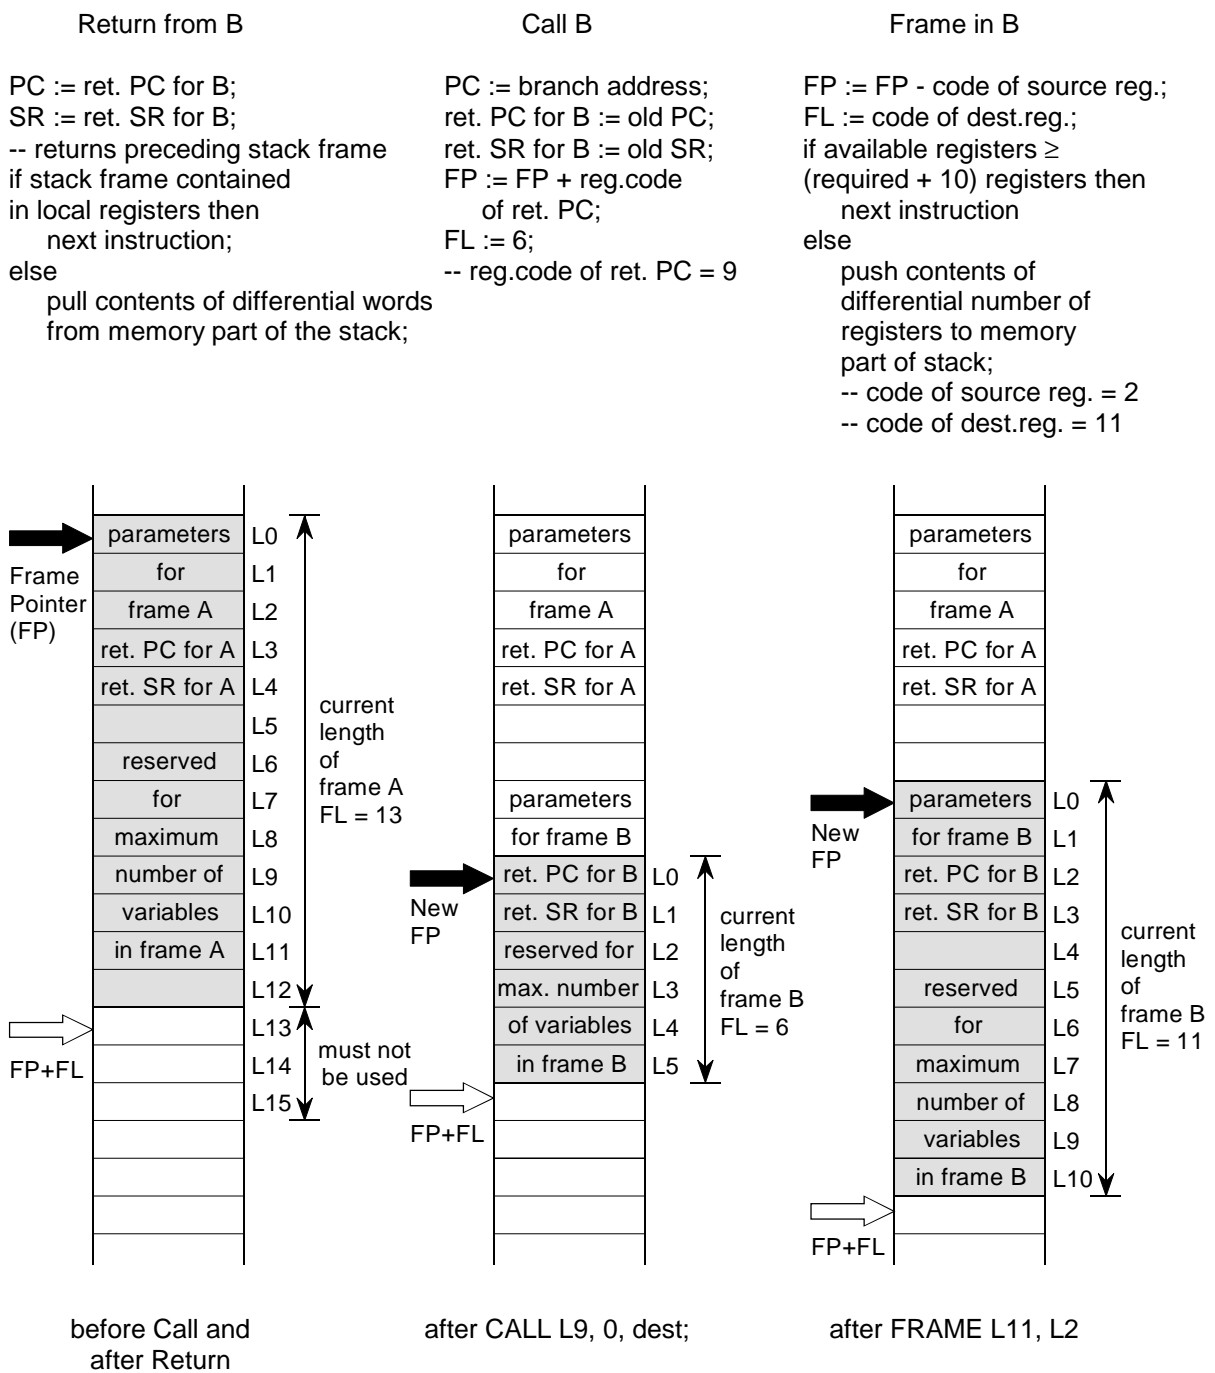 Return from B
PC := ret. PC for B;
SR := ret. SR for B;
-- returns preceding stack frame
if stack frame contained
in local registers then
next instruction;
else
pull contents of differential words
from memory part of the stack;
Call B
PC := branch address;
ret. PC for B := old PC;
ret. SR for B := old SR;
FP := FP + reg.code
of ret. PC;
FL := 6;
-- reg.code of ret. PC = 9
Frame in B
FP := FP - code of source reg.;
FL := code of dest.reg.;
if available registers ≥
(required + 10) registers then
next instruction
else
push contents of
differential number of
registers to memory
part of stack;
-- code of source reg. = 2
-- code of dest.reg. = 11
Frame
Pointer
(FP)
parameters L0
for L1
frame A L2
ret. PC for A L3
ret. SR for A L4
L5
reserved L6
for L7
maximum L8
number of L9
variables L10
in frame A L11
L12
L13
L14
L15
current
length
of
frame A
FL = 13
must not
be used
FP+FL
before Call and
after Return
parameters
for
frame A
ret. PC for A
ret. SR for A
parameters
for frame B
ret. PC for B L0
ret. SR for B L1
reserved for L2
max. number L3
of variables L4
in frame B L5
New
FP
current
length
of
frame B
FL = 6
FP+FL
after CALL L9, 0, dest;
parameters
for
frame A
ret. PC for A
ret. SR for A
parameters L0
for frame B L1
ret. PC for B L2
ret. SR for B L3
L4
reserved L5
for L6
maximum L7
number of L8
variables L9
in frame B L10
New
FP
current
length
of
frame B
FL = 11
FP+FL
after FRAME L11, L2